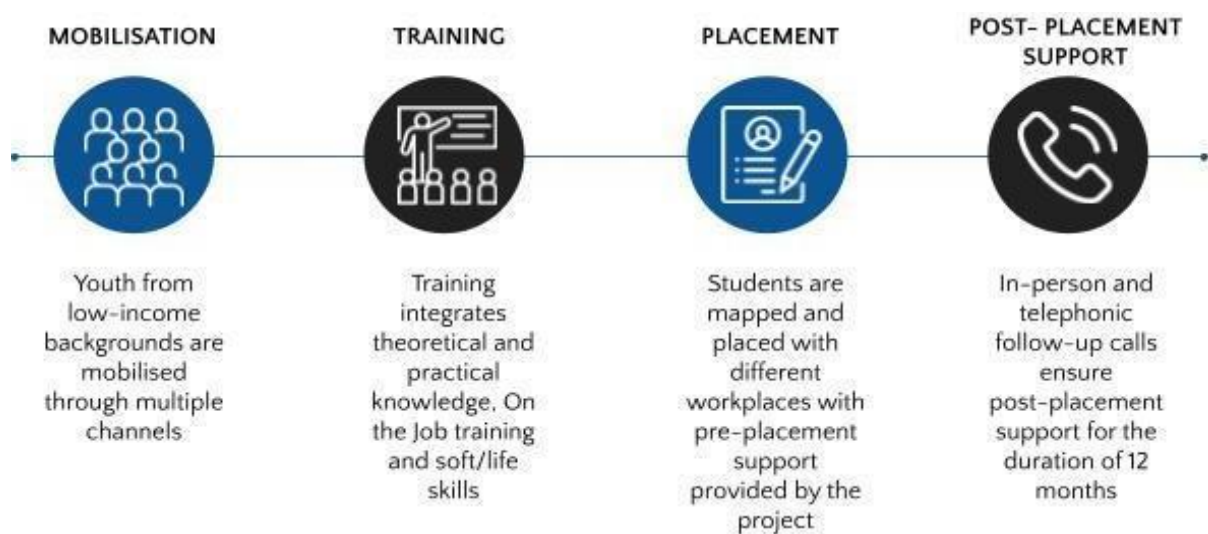 MOBILISATION
Youth from
low-income
backgrounds are
mobilised
through multiple
channels
TRAINING
Training
integrates
theoretical and
practical
knowledge, On
the Job training
and soft/life
skills
PLACEMENT
Students are
mapped and
placed with
different
workplaces with
pre-placement
support
provided by the
project
POST- PLACEMENT
SUPPORT
In-person and
telephonic
follow-up calls
ensure
post-placement
support for the
duration of 12
months